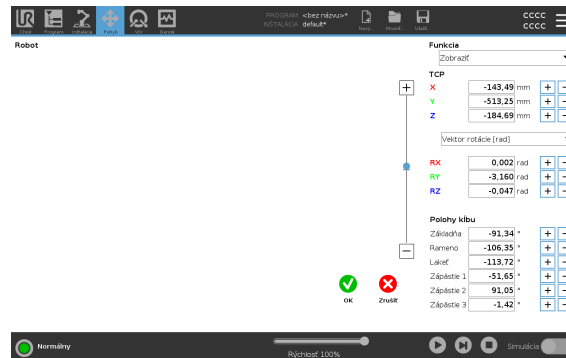 PROGRAM <bez názvu>*
INŠTALÁCIA default*
CCCC
CCCC
Chod Program Inštalácia Pohyb V/V Denník Nový... Otvoriť... Uložiť...
Robot
Funkcia
Zobraziť
TCP
X -143,49 mm + −
Y -513,25 mm + −
Z -184,69 mm + −
Vektor rotácie [rad]
RX 0,002 rad + −
RY -3,160 rad + −
RZ -0,047 rad + −
Polohy kĺbu
Základňa -91,34 ° + −
Rameno -106,35 ° + −
Lakeť -113,72 ° + −
Zápästie 1 -51,65 ° + −
Zápästie 2 91,05 ° + −
Zápästie 3 -1,42 ° + −
OK Zrušiť
Normálny
Rýchlosť 100%
Simulácia